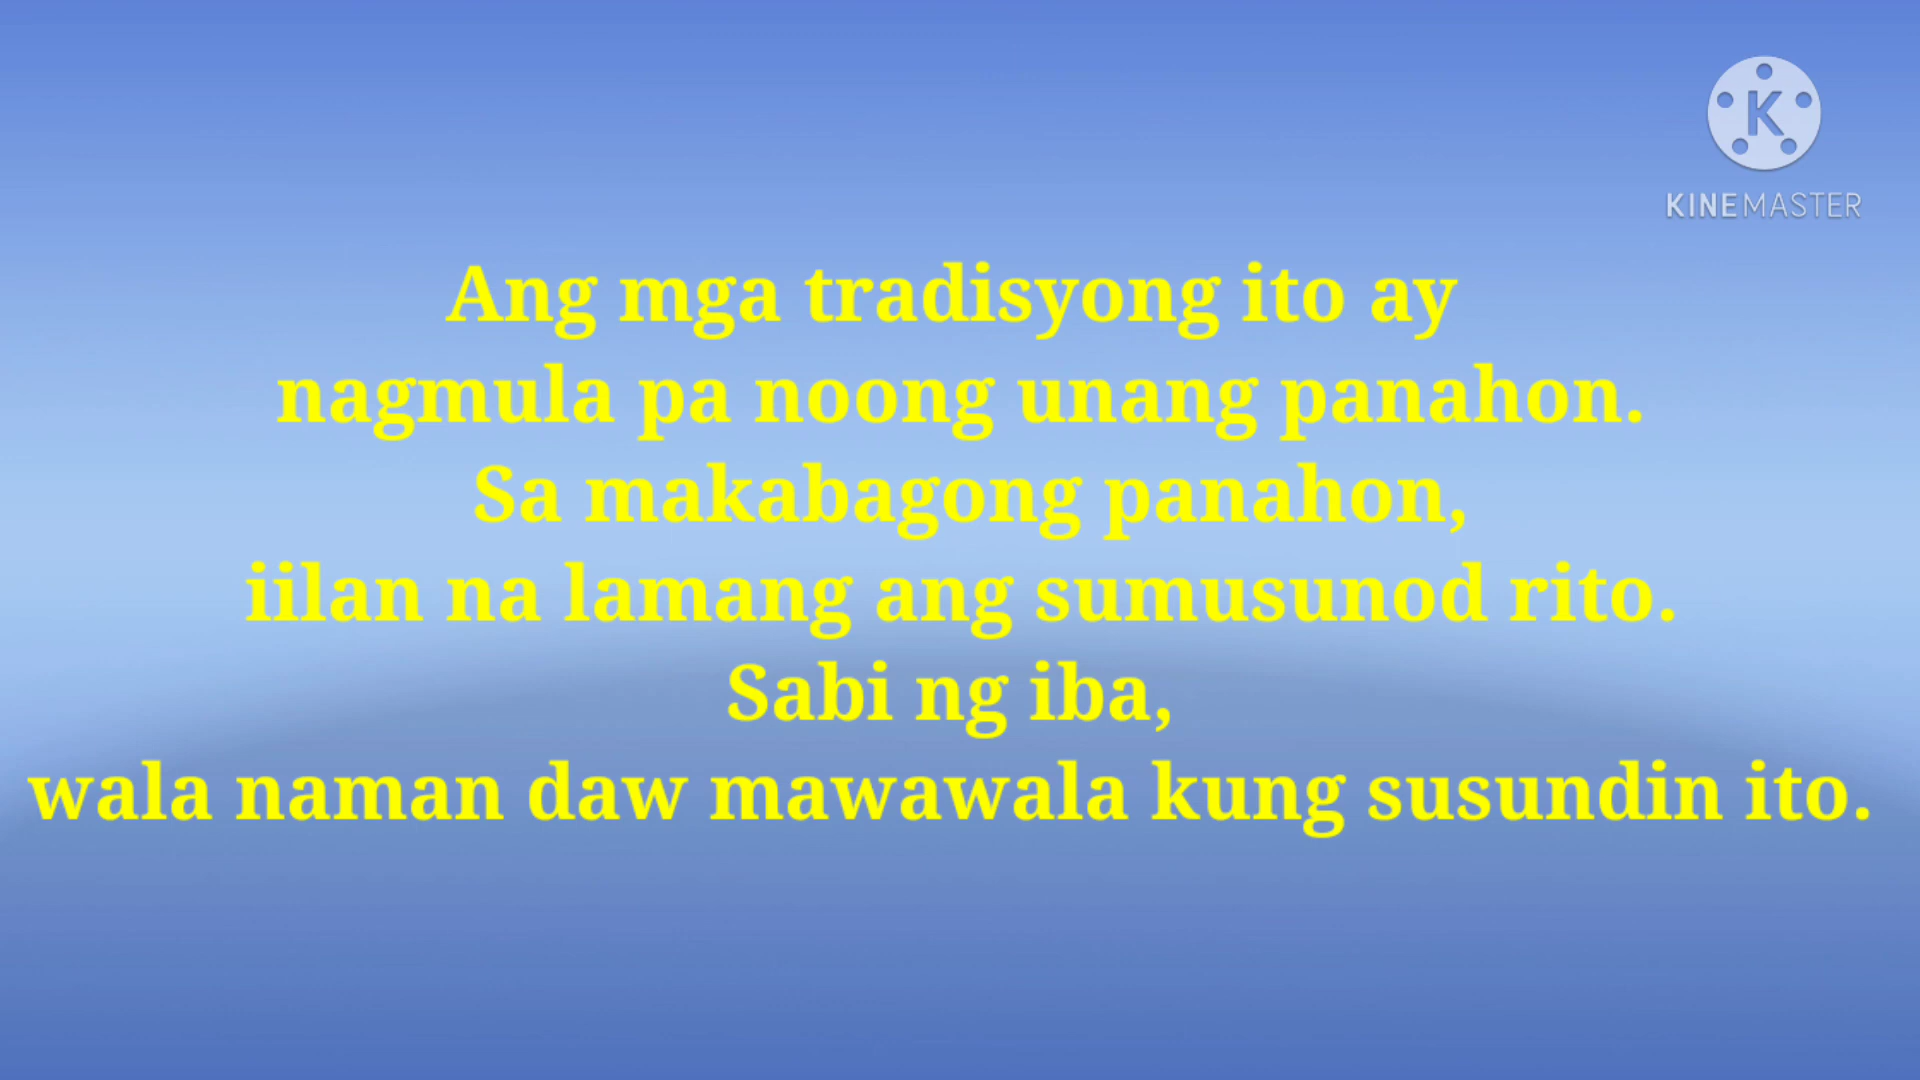 K
KINEMASTER
Ang mga tradisyong ito ay
nagmula pa noong unang panahon.
Sa makabagong panahon,
iilan na lamang ang sumusunod rito.
Sabi ng iba,
wala naman daw mawawala kung susundin ito.